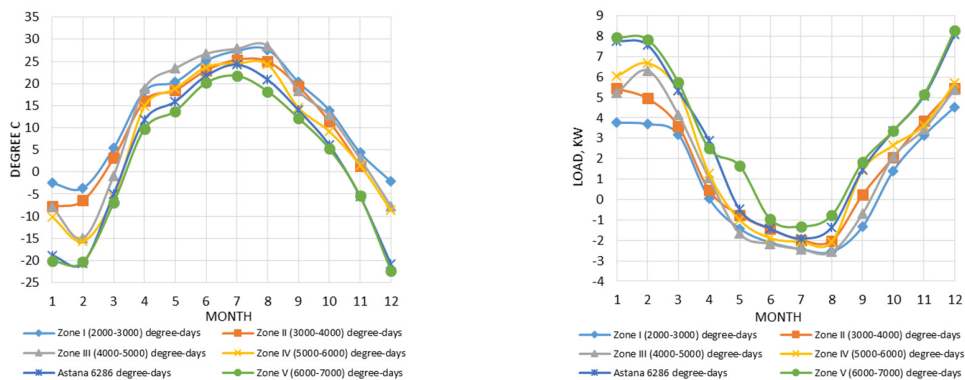 DEGREE C
35
30
25
20
15
10
5
0
-5
-10
-15
-20
-25
1 2 3 4 5 6 7 8 9 10 11 12
MONTH
Zone I (2000-3000) degree-days
Zone II (3000-4000) degree-days
Zone III (4000-5000) degree-days
Zone IV (5000-6000) degree-days
Astana 6286 degree-days
Zone V (6000-7000) degree-days
LOAD, KW
9
8
7
6
5
4
3
2
1
0
-1
-2
-3
-4
1 2 3 4 5 6 7 8 9 10 11 12
MONTH
Zone I (2000-3000) degree-days
Zone II (3000-4000) degree-days
Zone III (4000-5000) degree-days
Zone IV (5000-6000) degree-days
Astana 6286 degree-days
Zone V (6000-7000) degree-days